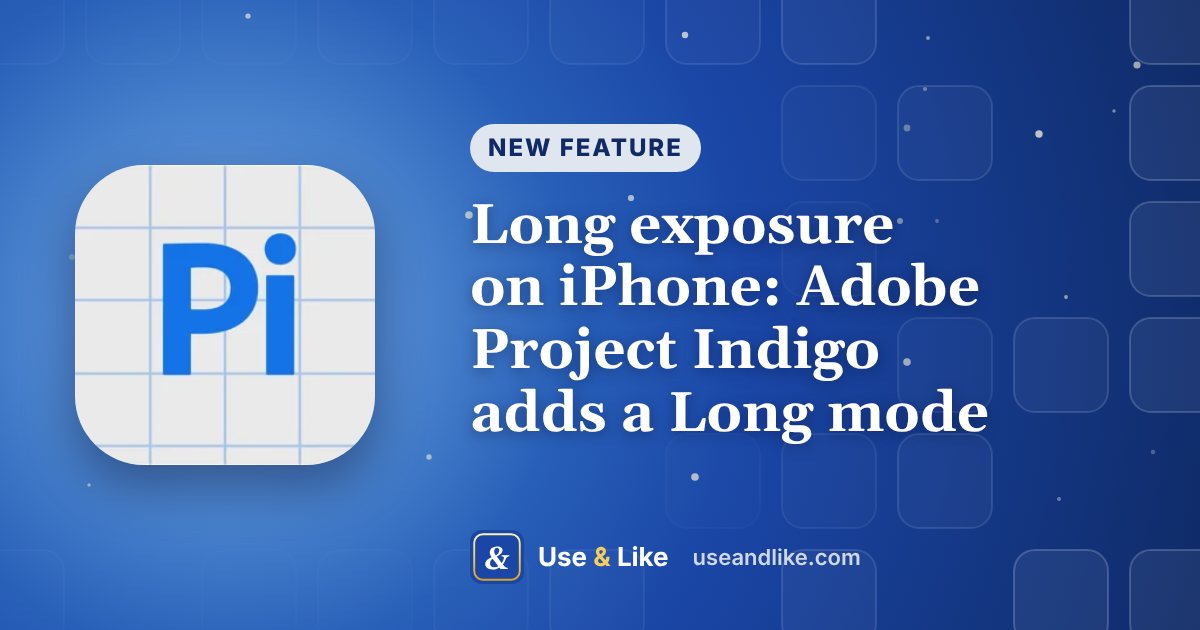 Pi
NEW FEATURE
Long exposure
on iPhone: Adobe
Project Indigo
adds a Long mode
& Use & Like useandlike.com